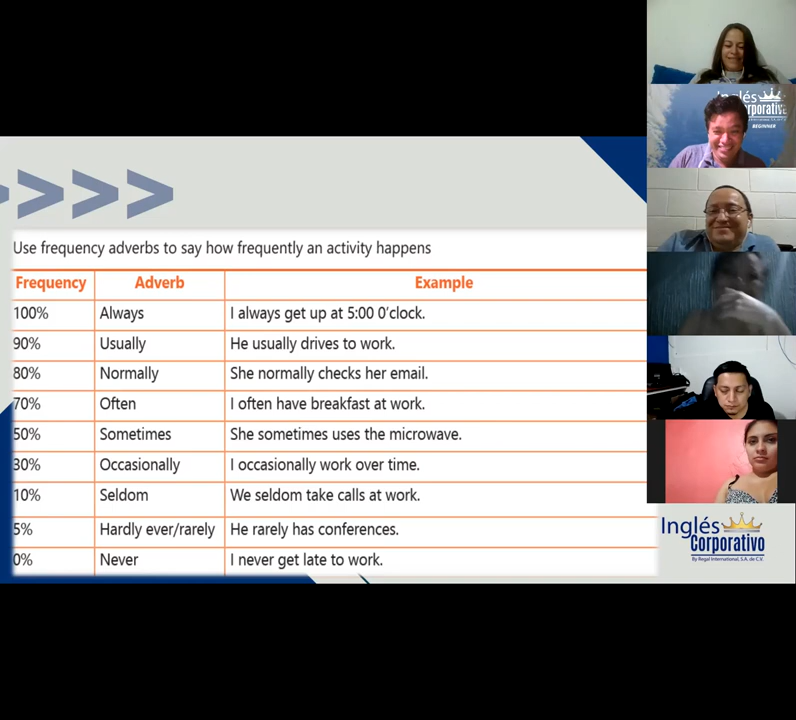 Inglés
Corporativo
BEGINNER
Use frequency adverbs to say how frequently an activity happens
Frequency Adverb Example
100% Always I always get up at 5:00 0'clock.
90% Usually He usually drives to work.
80% Normally She normally checks her email.
70% Often I often have breakfast at work.
50% Sometimes She sometimes uses the microwave.
30% Occasionally I occasionally work over time.
10% Seldom We seldom take calls at work.
5% Hardly ever/rarely He rarely has conferences.
0% Never I never get late to work.
Inglés
Corporativo
By Regal International, S.A. de C.V.